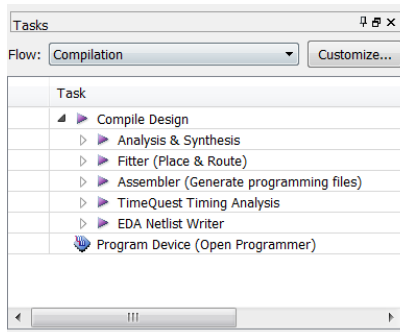 Tasks
Flow: Compilation Customize...
Task
Compile Design
Analysis & Synthesis
Fitter (Place & Route)
Assembler (Generate programming files)
TimeQuest Timing Analysis
EDA Netlist Writer
Program Device (Open Programmer)